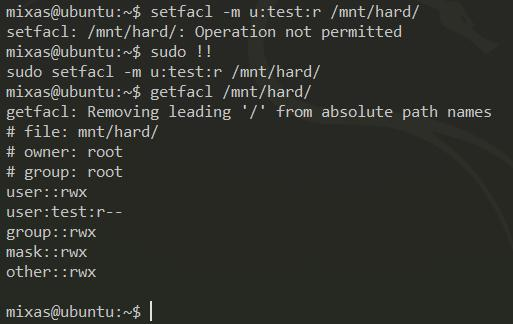 mixas@ubuntu:~$ setfacl -m u:test:r /mnt/hard/
setfacl: /mnt/hard/: Operation not permitted
mixas@ubuntu:~$ sudo !!
sudo setfacl -m u:test:r /mnt/hard/
mixas@ubuntu:~$ getfacl /mnt/hard/
getfacl: Removing leading '/' from absolute path names
# file: mnt/hard/
# owner: root
# group: root
user::rwx
user:test:r--
group::rwx
mask::rwx
other::rwx
mixas@ubuntu:~$